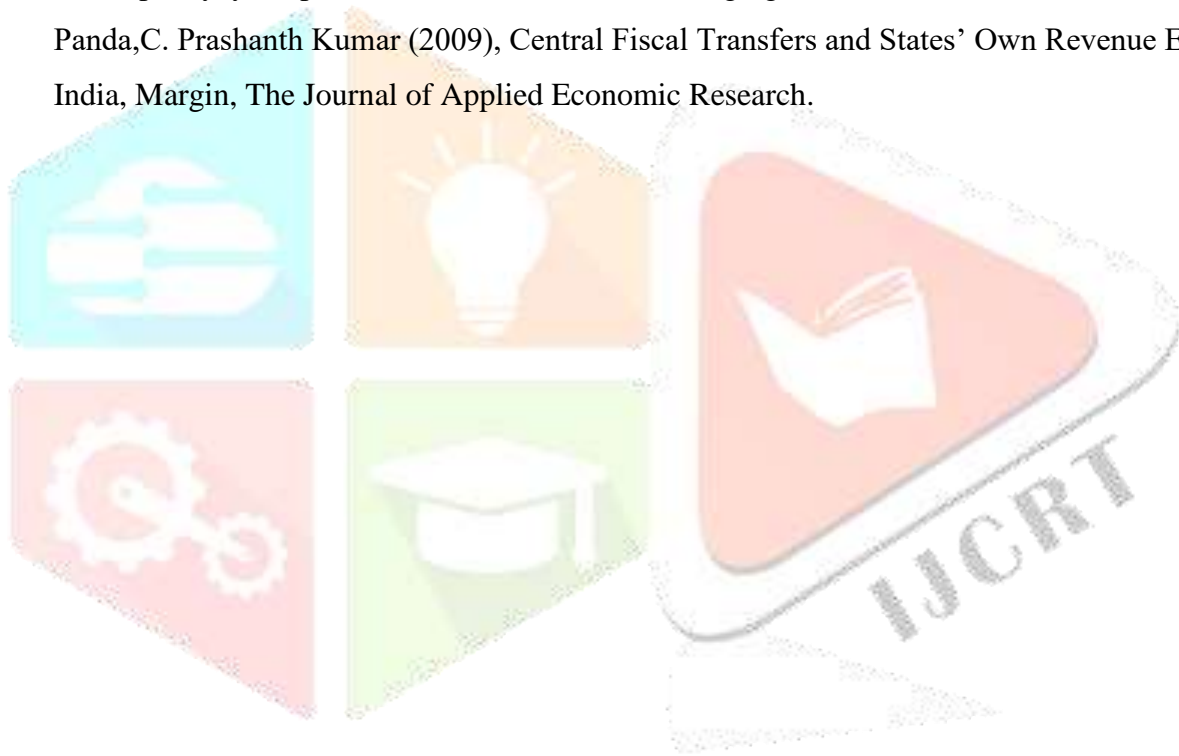 Panda,C. Prashanth Kumar (2009), Central Fiscal Transfers and States’ Own Revenue
India, Margin, The Journal of Applied Economic Research.
IJCRT